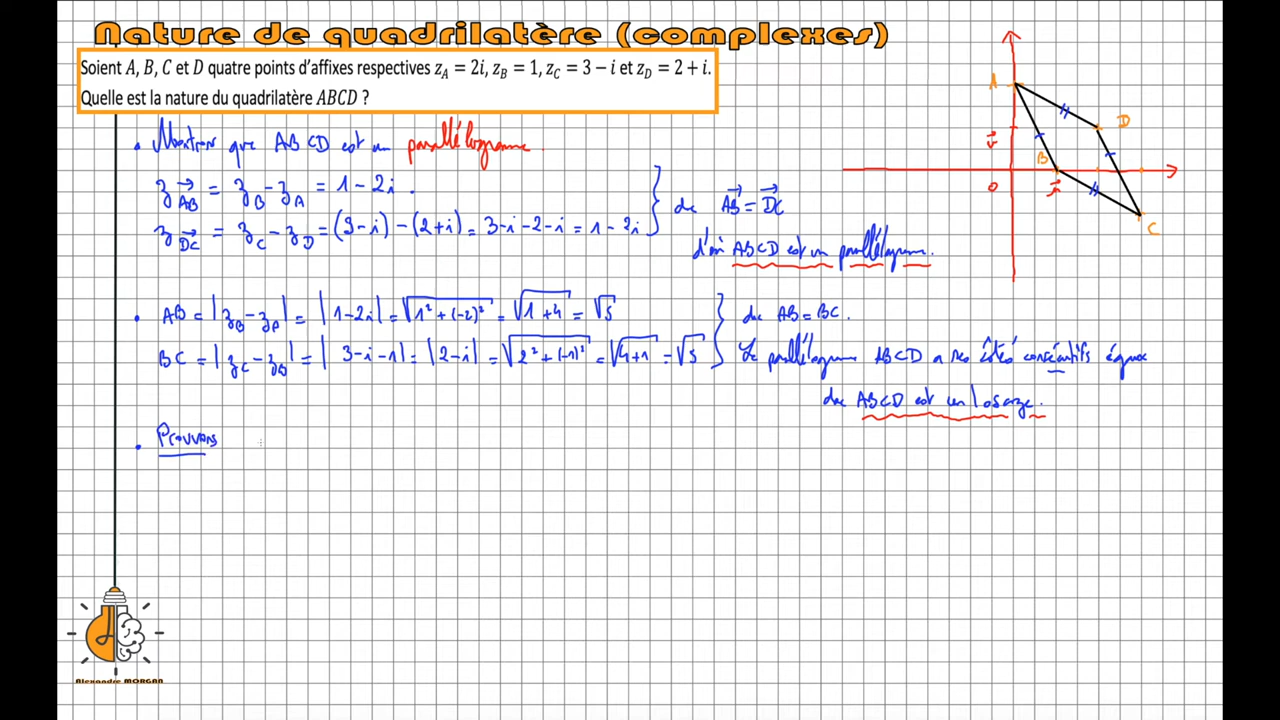 Nature de quadrilatère (complexes)
Soient A, B, C et D quatre points d'affixes respectives z_A = 2i, z_B = 1, z_C = 3 − i et z_D = 2 + i.
Quelle est la nature du quadrilatère ABCD ?
• Montrons que ABCD est un parallélogramme.
z_AB→ = z_B − z_A = 1 − 2i.
z_DC→ = z_C − z_D = (3−i) − (2+i) = 3−i−2−i = 1 − 2i
} donc AB→ = DC→
d'où ABCD est un parallélogramme.
• AB = |z_B − z_A| = |1−2i| = √(1² + (−2)²) = √(1+4) = √5
BC = |z_C − z_B| = |3−i−1| = |2−i| = √(2² + (−1)²) = √(4+1) = √5
} donc AB = BC.
Le parallélogramme ABCD a ses côtés consécutifs égaux
donc ABCD est un losange.
• Prouvons
A
D
v→
B
O
u→
C
Alexandre MORGAN